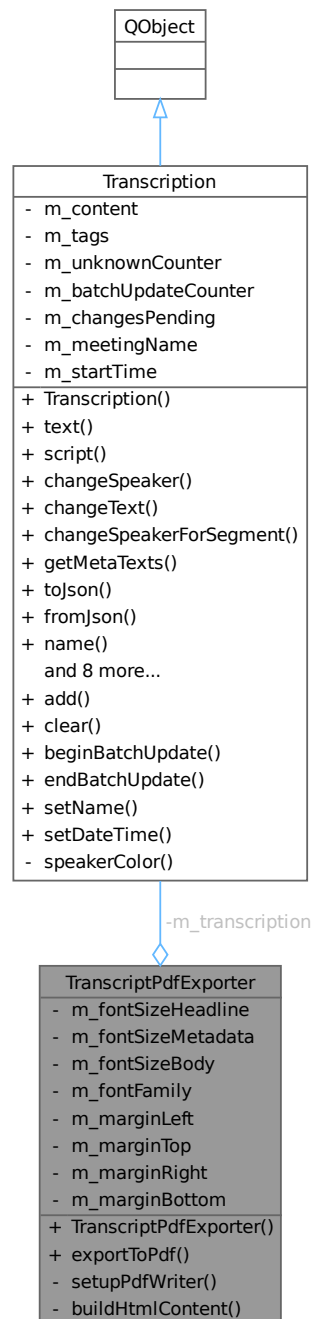 QObject
Transcription
- m_content
- m_tags
- m_unknownCounter
- m_batchUpdateCounter
- m_changesPending
- m_meetingName
- m_startTime
+ Transcription()
+ text()
+ script()
+ changeSpeaker()
+ changeText()
+ changeSpeakerForSegment()
+ getMetaTexts()
+ toJson()
+ fromJson()
+ name()
and 8 more...
+ add()
+ clear()
+ beginBatchUpdate()
+ endBatchUpdate()
+ setName()
+ setDateTime()
- speakerColor()
-m_transcription
TranscriptPdfExporter
- m_fontSizeHeadline
- m_fontSizeMetadata
- m_fontSizeBody
- m_fontFamily
- m_marginLeft
- m_marginTop
- m_marginRight
- m_marginBottom
+ TranscriptPdfExporter()
+ exportToPdf()
- setupPdfWriter()
- buildHtmlContent()